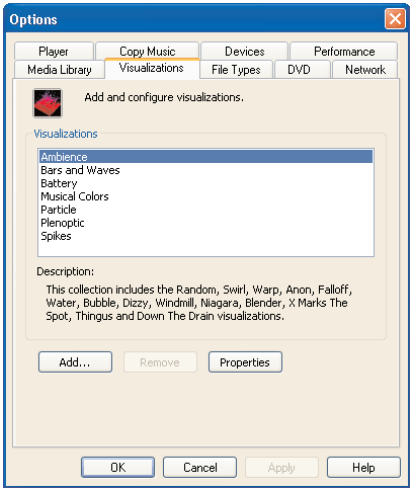 Options
Player Copy Music Devices Performance
Media Library Visualizations File Types DVD Network
Add and configure visualizations.
Visualizations
Ambience
Bars and Waves
Battery
Musical Colors
Particle
Plenoptic
Spikes
Description:
This collection includes the Random, Swirl, Warp, Anon, Falloff,
Water, Bubble, Dizzy, Windmill, Niagara, Blender, X Marks The
Spot, Thingus and Down The Drain visualizations.
Add... Remove Properties
OK Cancel Apply Help